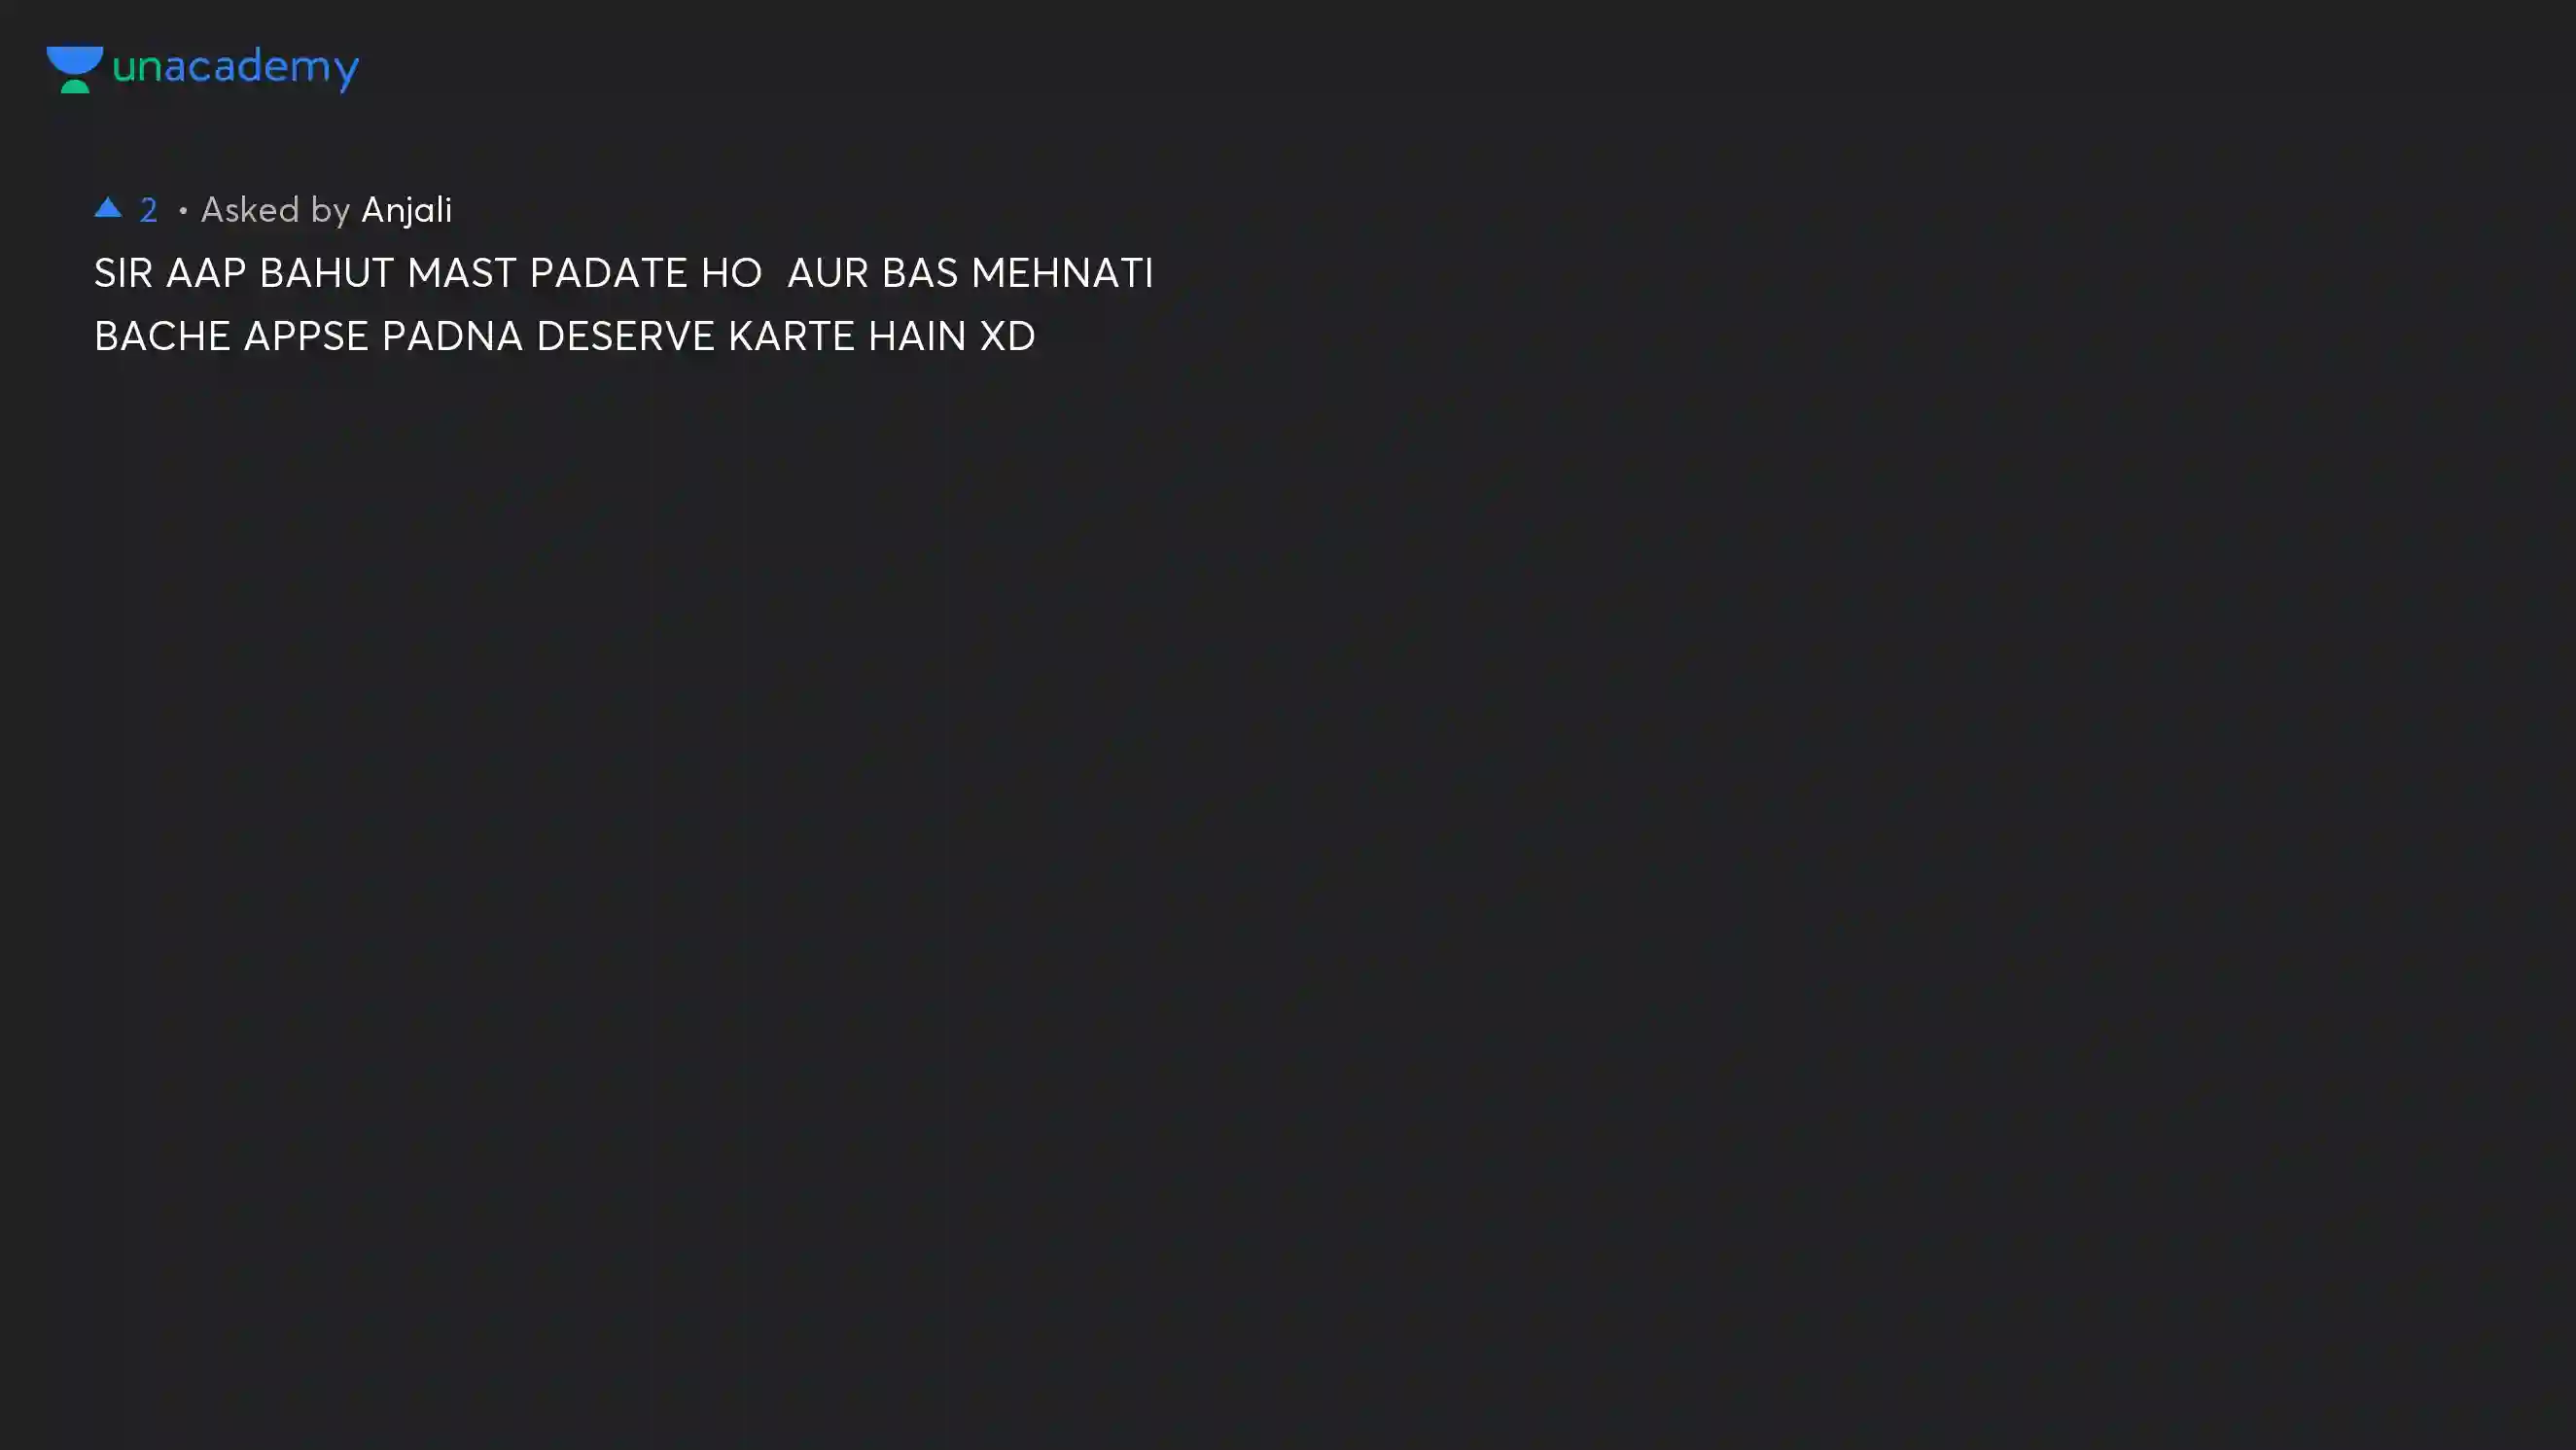 unacademy
▲ 2 • Asked by Anjali
SIR AAP BAHUT MAST PADATE HO  AUR BAS MEHNATI
BACHE APPSE PADNA DESERVE KARTE HAIN XD